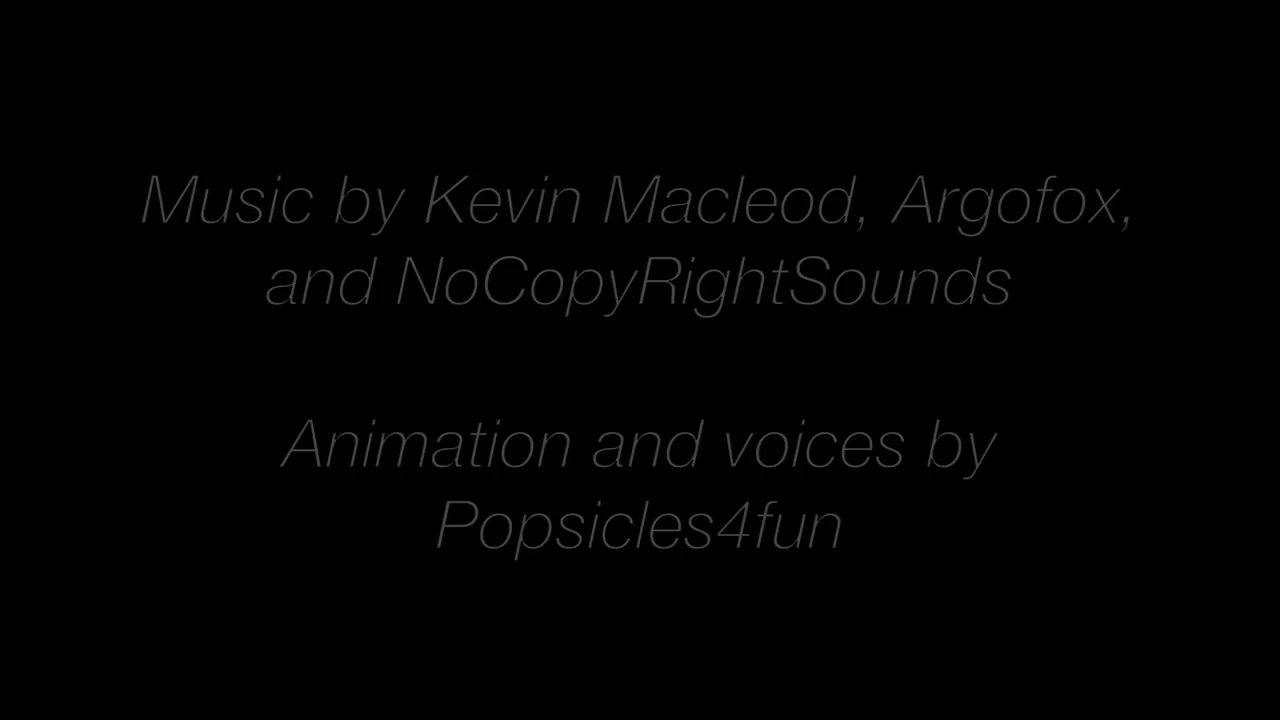 Music by Kevin Macleod, Argofox,
and NoCopyRightSounds
Animation and voices by
Popsicles4fun